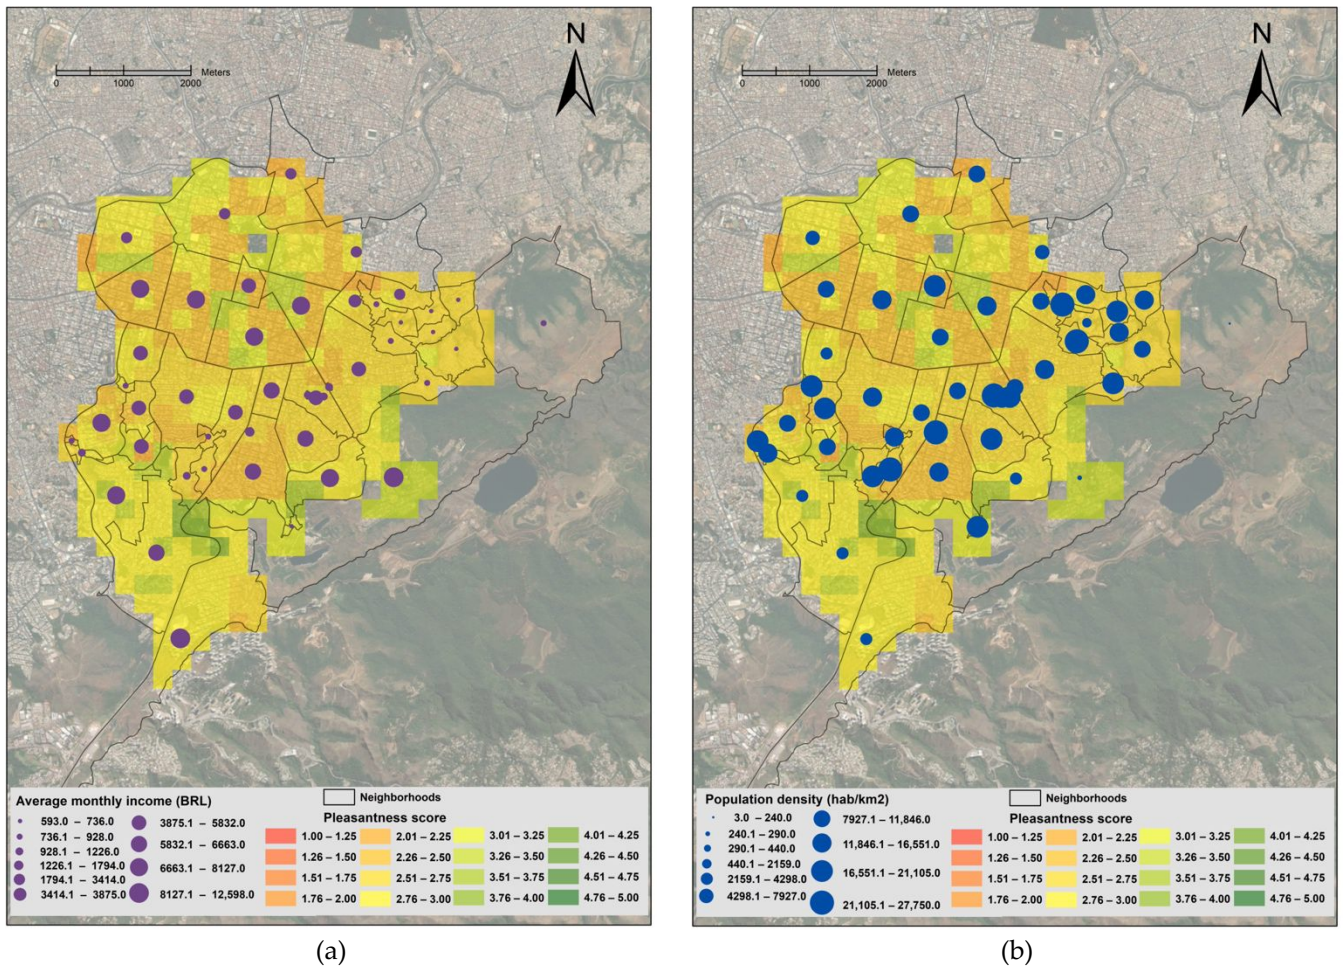 N
Meters
0 1000 2000
Average monthly income (BRL)
593.0 – 736.0
736.1 – 928.0
928.1 – 1226.0
1226.1 – 1794.0
1794.1 – 3414.0
3414.1 – 3875.0
3875.1 – 5832.0
5832.1 – 6663.0
6663.1 – 8127.0
8127.1 – 12,598.0
Neighborhoods
Pleasantness score
1.00 – 1.25
1.26 – 1.50
1.51 – 1.75
1.76 – 2.00
2.01 – 2.25
2.26 – 2.50
2.51 – 2.75
2.76 – 3.00
3.01 – 3.25
3.26 – 3.50
3.51 – 3.75
3.76 – 4.00
4.01 – 4.25
4.26 – 4.50
4.51 – 4.75
4.76 – 5.00
(a)
N
Meters
0 1000 2000
Population density (hab/km2)
3.0 – 240.0
240.1 – 290.0
290.1 – 440.0
440.1 – 2159.0
2159.1 – 4298.0
4298.1 – 7927.0
7927.1 – 11,846.0
11,846.1 – 16,551.0
16,551.1 – 21,105.0
21,105.1 – 27,750.0
Neighborhoods
Pleasantness score
1.00 – 1.25
1.26 – 1.50
1.51 – 1.75
1.76 – 2.00
2.01 – 2.25
2.26 – 2.50
2.51 – 2.75
2.76 – 3.00
3.01 – 3.25
3.26 – 3.50
3.51 – 3.75
3.76 – 4.00
4.01 – 4.25
4.26 – 4.50
4.51 – 4.75
4.76 – 5.00
(b)